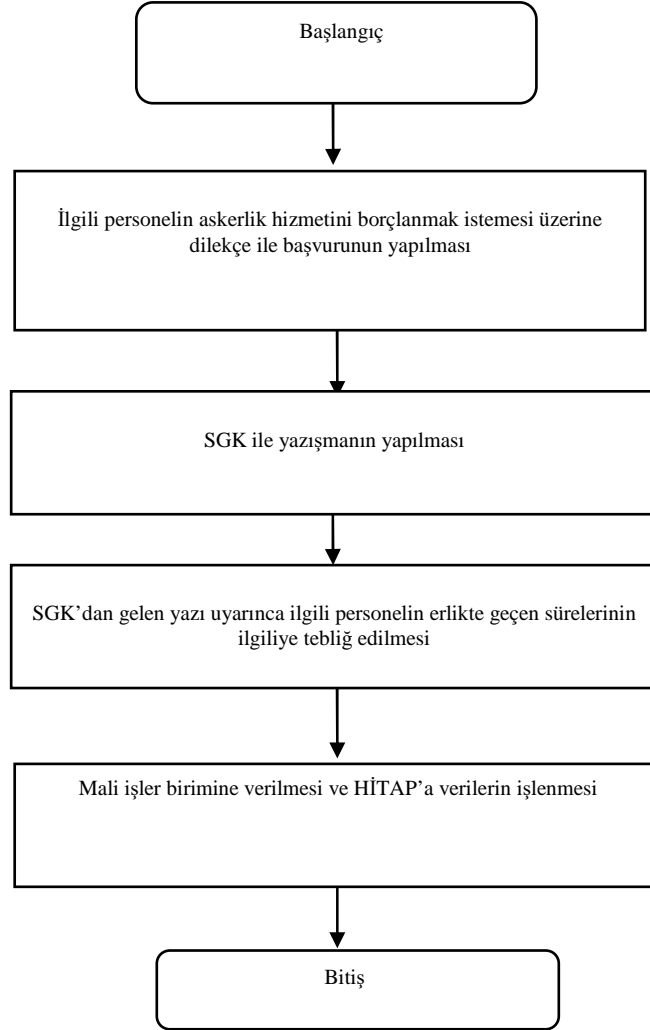 Başlangıç
İlgili personelin askerlik hizmetini borçlanmak istemesi üzerine
dilekçe ile başvurunun yapılması
SGK ile yazışmanın yapılması
SGK’dan gelen yazı uyarınca ilgili personelin erlikte geçen sürelerinin
ilgiliye tebliğ edilmesi
Mali işler birimine verilmesi ve HİTAP’a verilerin işlenmesi
Bitiş